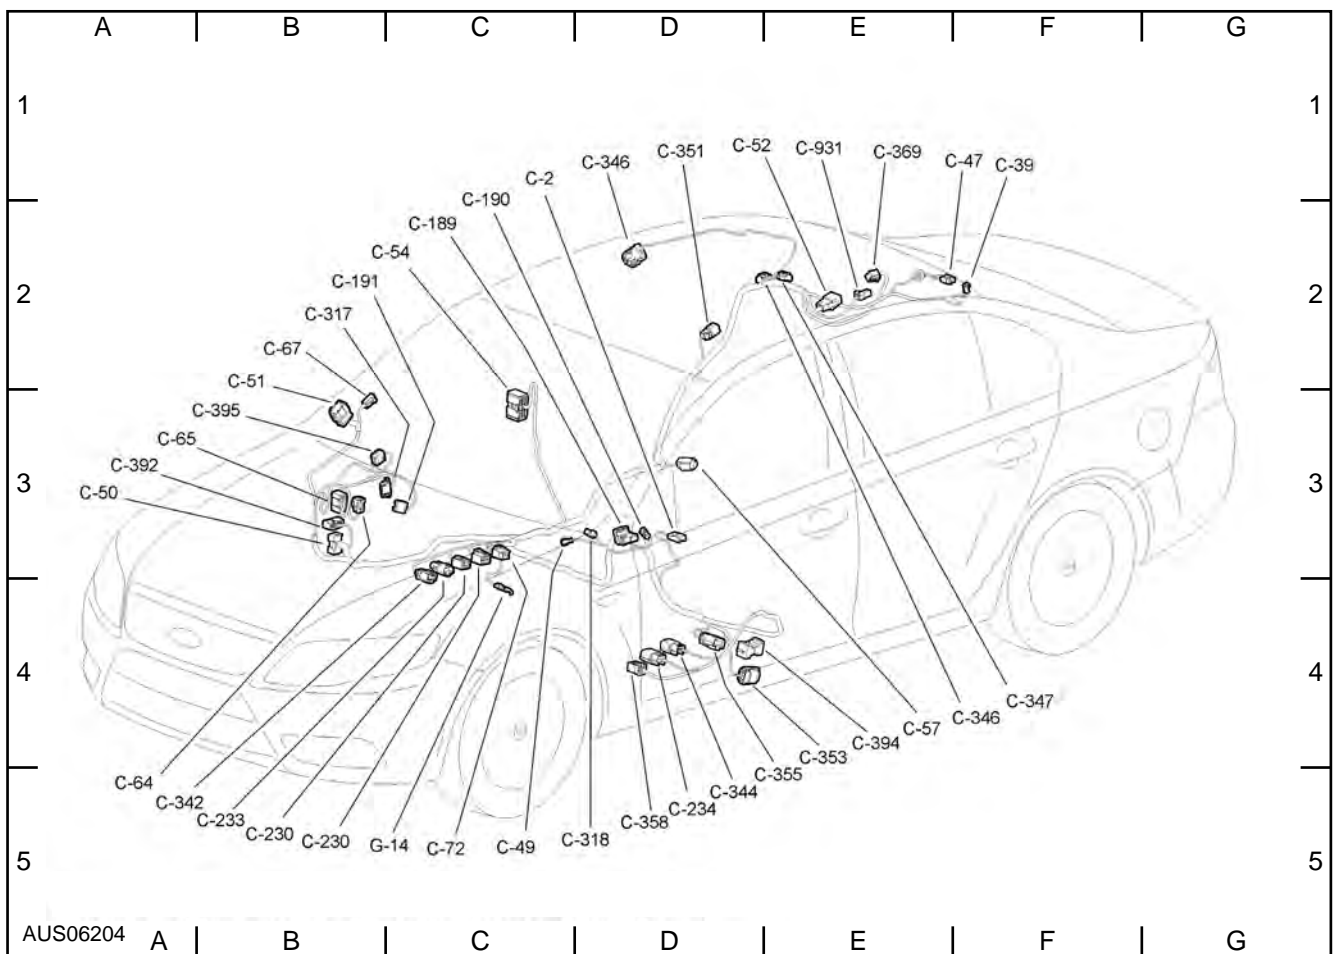 A B C D E F G
1 1
C-52 C-931 C-369
C-351
C-346
C-47
C-39
C-2
C-190
C-189
C-54
C-191
2 2
C-317
C-67
C-51
C-395
C-65
C-392
C-50
3 3
4 4
C-347
C-346
C-57
C-394
C-353
C-355
C-344
C-234
C-358
C-318
C-49
C-72
G-14
C-230
C-230
C-233
C-342
C-64
5 5
AUS06204
A B C D E F G